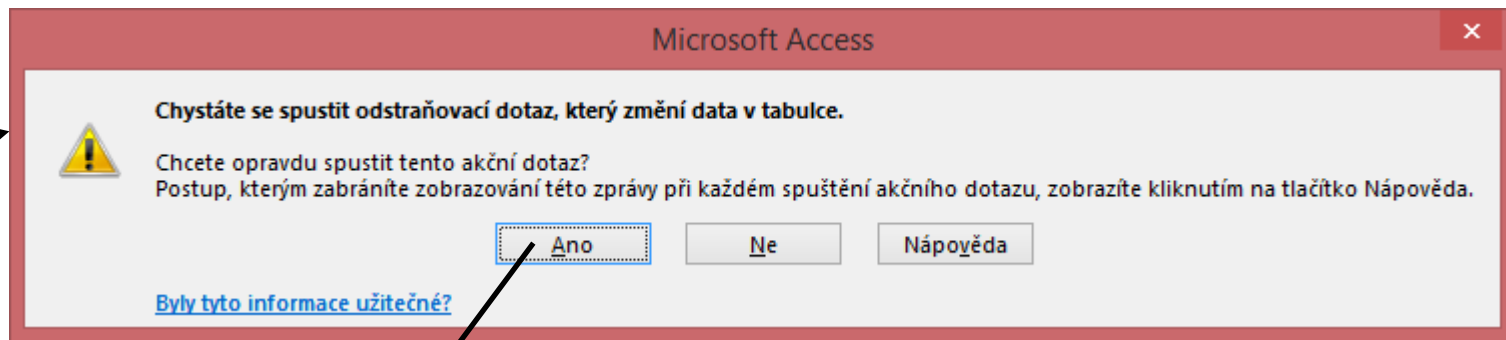 Microsoft Access
Chystáte se spustit odstraňovací dotaz, který změní data v tabulce.
Chcete opravdu spustit tento akční dotaz?
Postup, kterým zabráníte zobrazování této zprávy při každém spuštění akčního dotazu, zobrazíte kliknutím na tlačítko Nápověda.
Ano Ne Nápověda
Byly tyto informace užitečné?